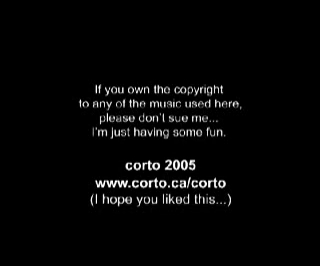 If you own the copyright
to any of the music used here,
please don't sue me...
I'm just having some fun.
corto 2005
www.corto.ca/corto
(I hope you liked this...)